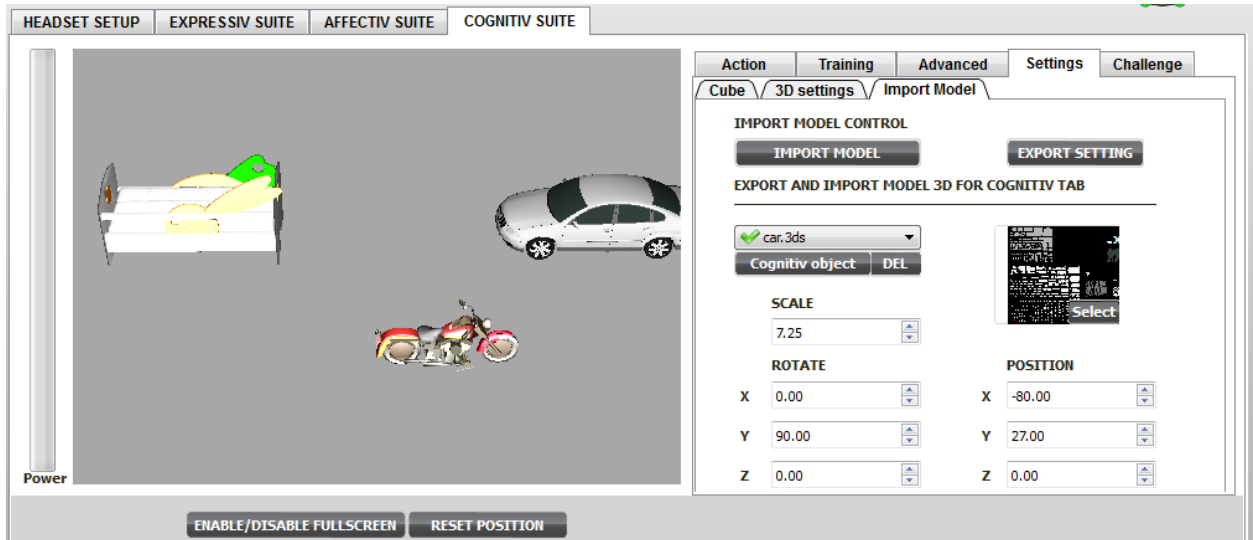 HEADSET SETUP EXPRESSIV SUITE AFFECTIV SUITE COGNITIV SUITE
Action Training Advanced Settings Challenge
Cube 3D settings Import Model
IMPORT MODEL CONTROL
IMPORT MODEL EXPORT SETTING
EXPORT AND IMPORT MODEL 3D FOR COGNITIV TAB
car.3ds
Cognitiv object DEL
Select
SCALE
7.25
ROTATE POSITION
X 0.00 X -80.00
Y 90.00 Y 27.00
Z 0.00 Z 0.00
Power
ENABLE/DISABLE FULLSCREEN RESET POSITION